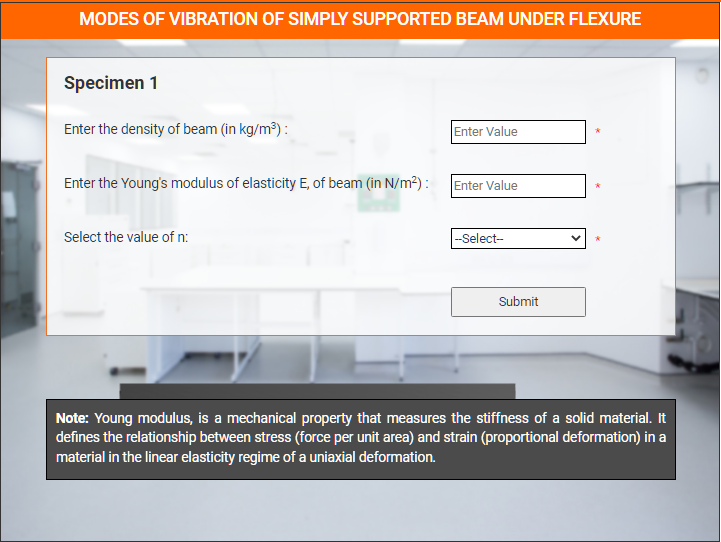 MODES OF VIBRATION OF SIMPLY SUPPORTED BEAM UNDER FLEXURE
Specimen 1
Enter the density of beam (in kg/m³) :
Enter Value *
Enter the Young's modulus of elasticity E, of beam (in N/m²) :
Enter Value *
Select the value of n:
--Select-- *
Submit
Note: Young modulus, is a mechanical property that measures the stiffness of a solid material. It
defines the relationship between stress (force per unit area) and strain (proportional deformation) in a
material in the linear elasticity regime of a uniaxial deformation.